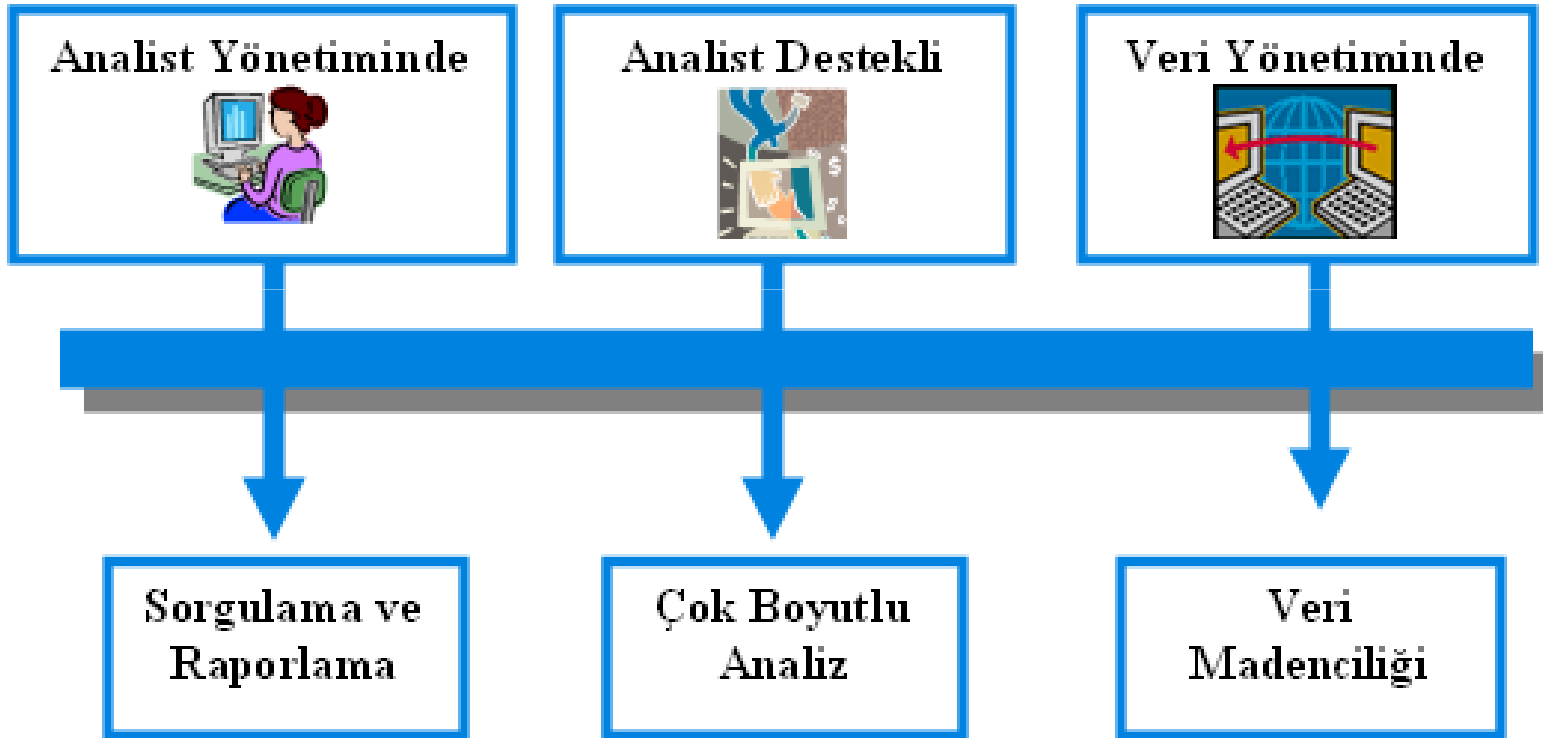 Analist Yönetiminde
Analist Destekli
Veri Yönetiminde
$
Sorgulama ve
Raporlama
Çok Boyutlu
Analiz
Veri
Madenciliği